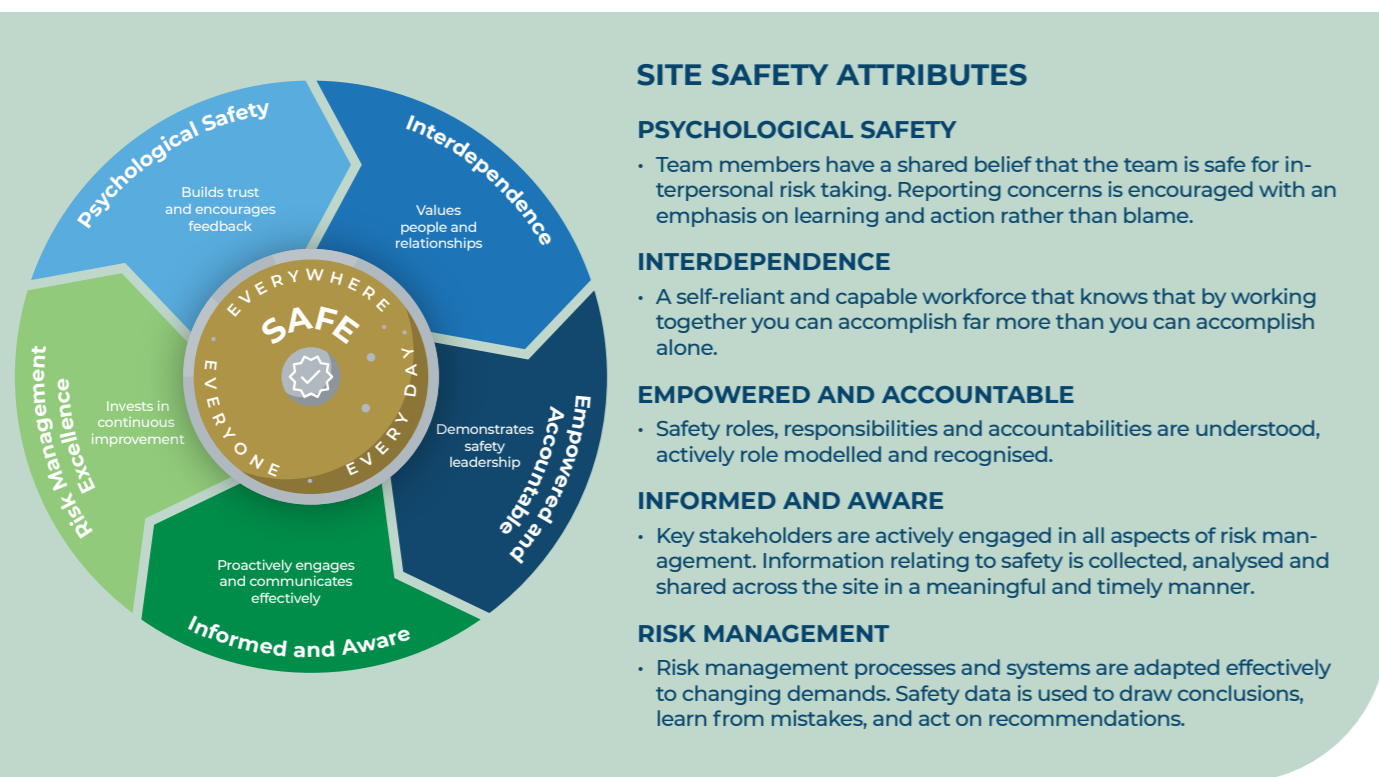 Psychological Safety
Builds trust
and encourages
feedback
Interdependence
Values
people and
relationships
Empowered and
Accountable
Demonstrates
safety
leadership
Informed and Aware
Proactively engages
and communicates
effectively
Risk Management
Excellence
Invests in
continuous
improvement
SAFE
EVERYWHERE
EVERY DAY
EVERYONE
SITE SAFETY ATTRIBUTES
PSYCHOLOGICAL SAFETY
• Team members have a shared belief that the team is safe for in-
terpersonal risk taking. Reporting concerns is encouraged with an
emphasis on learning and action rather than blame.
INTERDEPENDENCE
• A self-reliant and capable workforce that knows that by working
together you can accomplish far more than you can accomplish
alone.
EMPOWERED AND ACCOUNTABLE
• Safety roles, responsibilities and accountabilities are understood,
actively role modelled and recognised.
INFORMED AND AWARE
• Key stakeholders are actively engaged in all aspects of risk man-
agement. Information relating to safety is collected, analysed and
shared across the site in a meaningful and timely manner.
RISK MANAGEMENT
• Risk management processes and systems are adapted effectively
to changing demands. Safety data is used to draw conclusions,
learn from mistakes, and act on recommendations.